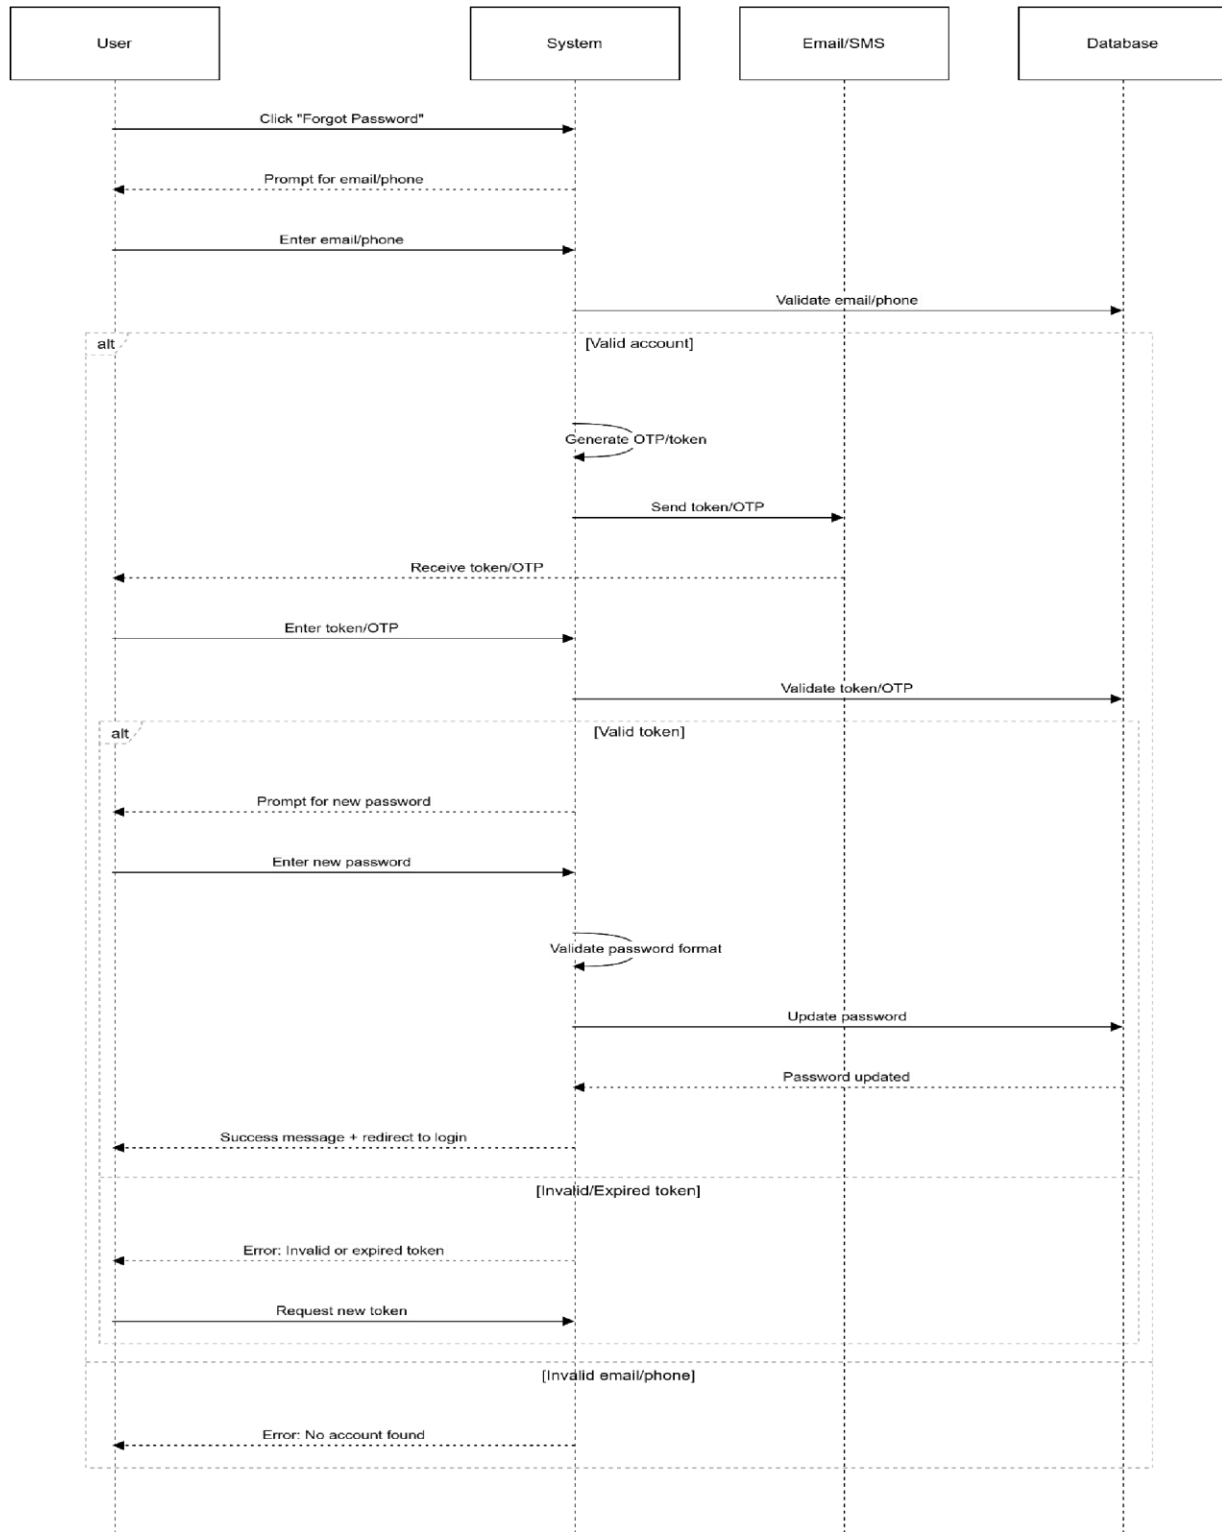 User
System
Email/SMS
Database
Click "Forgot Password"
Prompt for email/phone
Enter email/phone
Validate email/phone
alt
[Valid account]
Generate OTP/token
Send token/OTP
Receive token/OTP
Enter token/OTP
Validate token/OTP
alt
[Valid token]
Prompt for new password
Enter new password
Validate password format
Update password
Password updated
Success message + redirect to login
[Invalid/Expired token]
Error: Invalid or expired token
Request new token
[Invalid email/phone]
Error: No account found